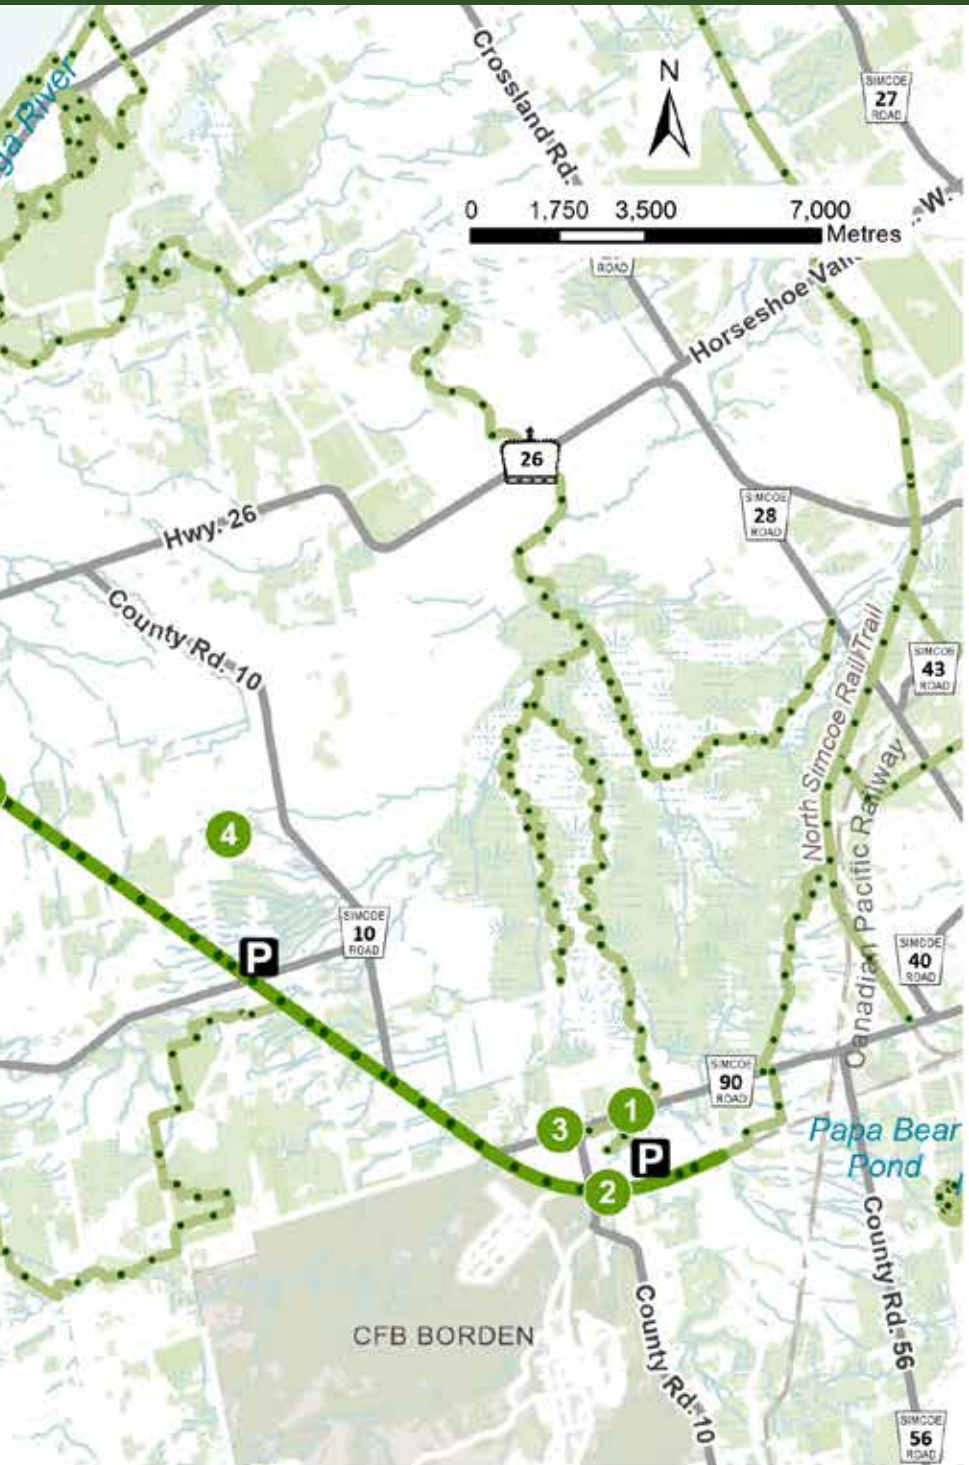 ga River
Crossland Rd.
N
SIMCOE
27
ROAD
0 1,750 3,500 7,000
Metres
W.
ROAD
Horseshoe Vall
26
Hwy. 26
SIMCOE
28
ROAD
County Rd. 10
North Simcoe Rail Trail
SIMCOE
43
ROAD
Canadian Pacific Railway
4
SIMCOE
10
ROAD
P
SIMCOE
40
ROAD
SIMCOE
90
ROAD
1
3
P
2
Papa Bear
Pond
County Rd. 56
CFB BORDEN
County Rd. 10
SIMCOE
56
ROAD